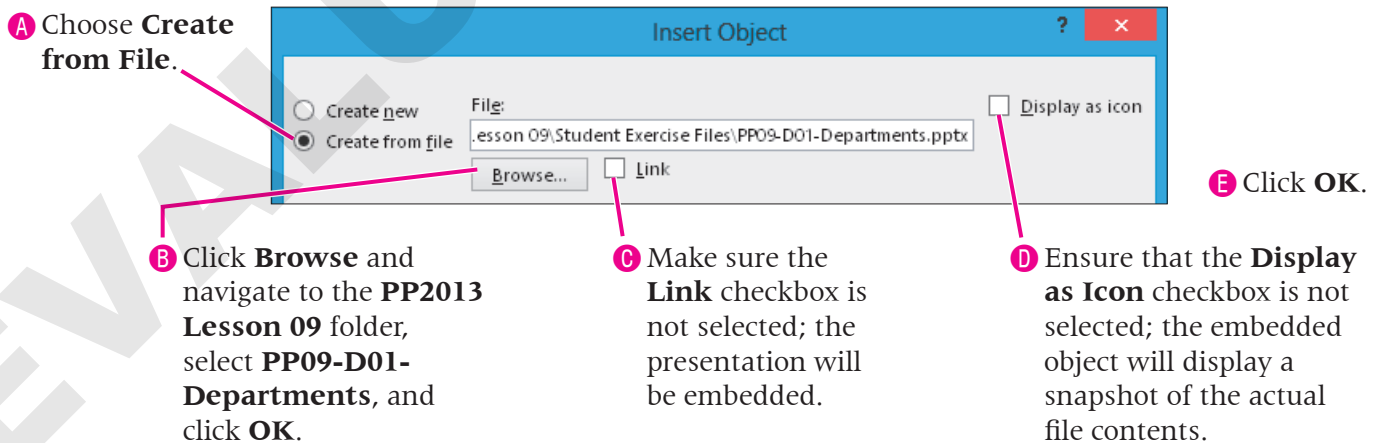 A Choose Create
from File.
Insert Object
?
×
Create new
File:
Display as icon
Create from file
.esson 09\Student Exercise Files\PP09-D01-Departments.pptx
Browse...
Link
E Click OK.
B Click Browse and
navigate to the PP2013
Lesson 09 folder,
select PP09-D01-
Departments, and
click OK.
C Make sure the
Link checkbox is
not selected; the
presentation will
be embedded.
D Ensure that the Display
as Icon checkbox is not
selected; the embedded
object will display a
snapshot of the actual
file contents.
EVALU